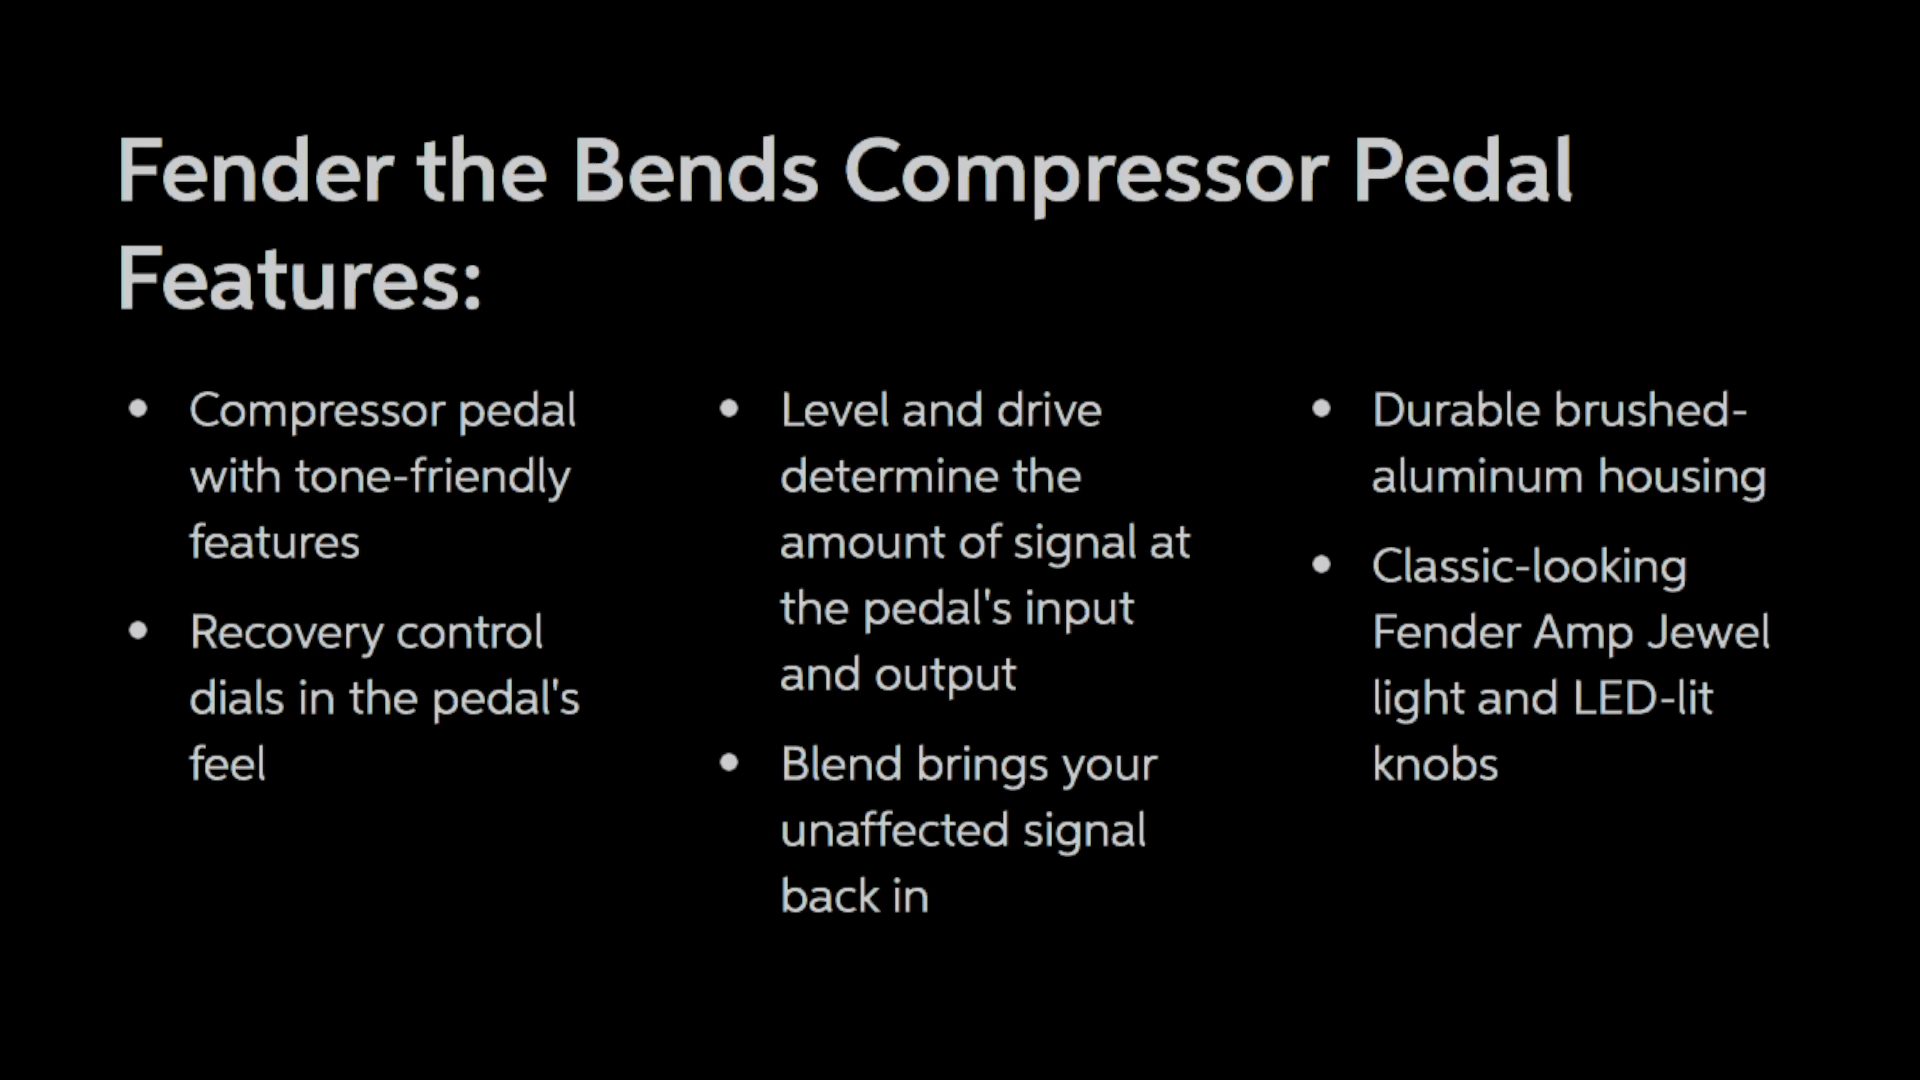 Fender the Bends Compressor Pedal
Features:
• Compressor pedal
with tone-friendly
features
• Recovery control
dials in the pedal's
feel
• Level and drive
determine the
amount of signal at
the pedal's input
and output
• Blend brings your
unaffected signal
back in
• Durable brushed-
aluminum housing
• Classic-looking
Fender Amp Jewel
light and LED-lit
knobs